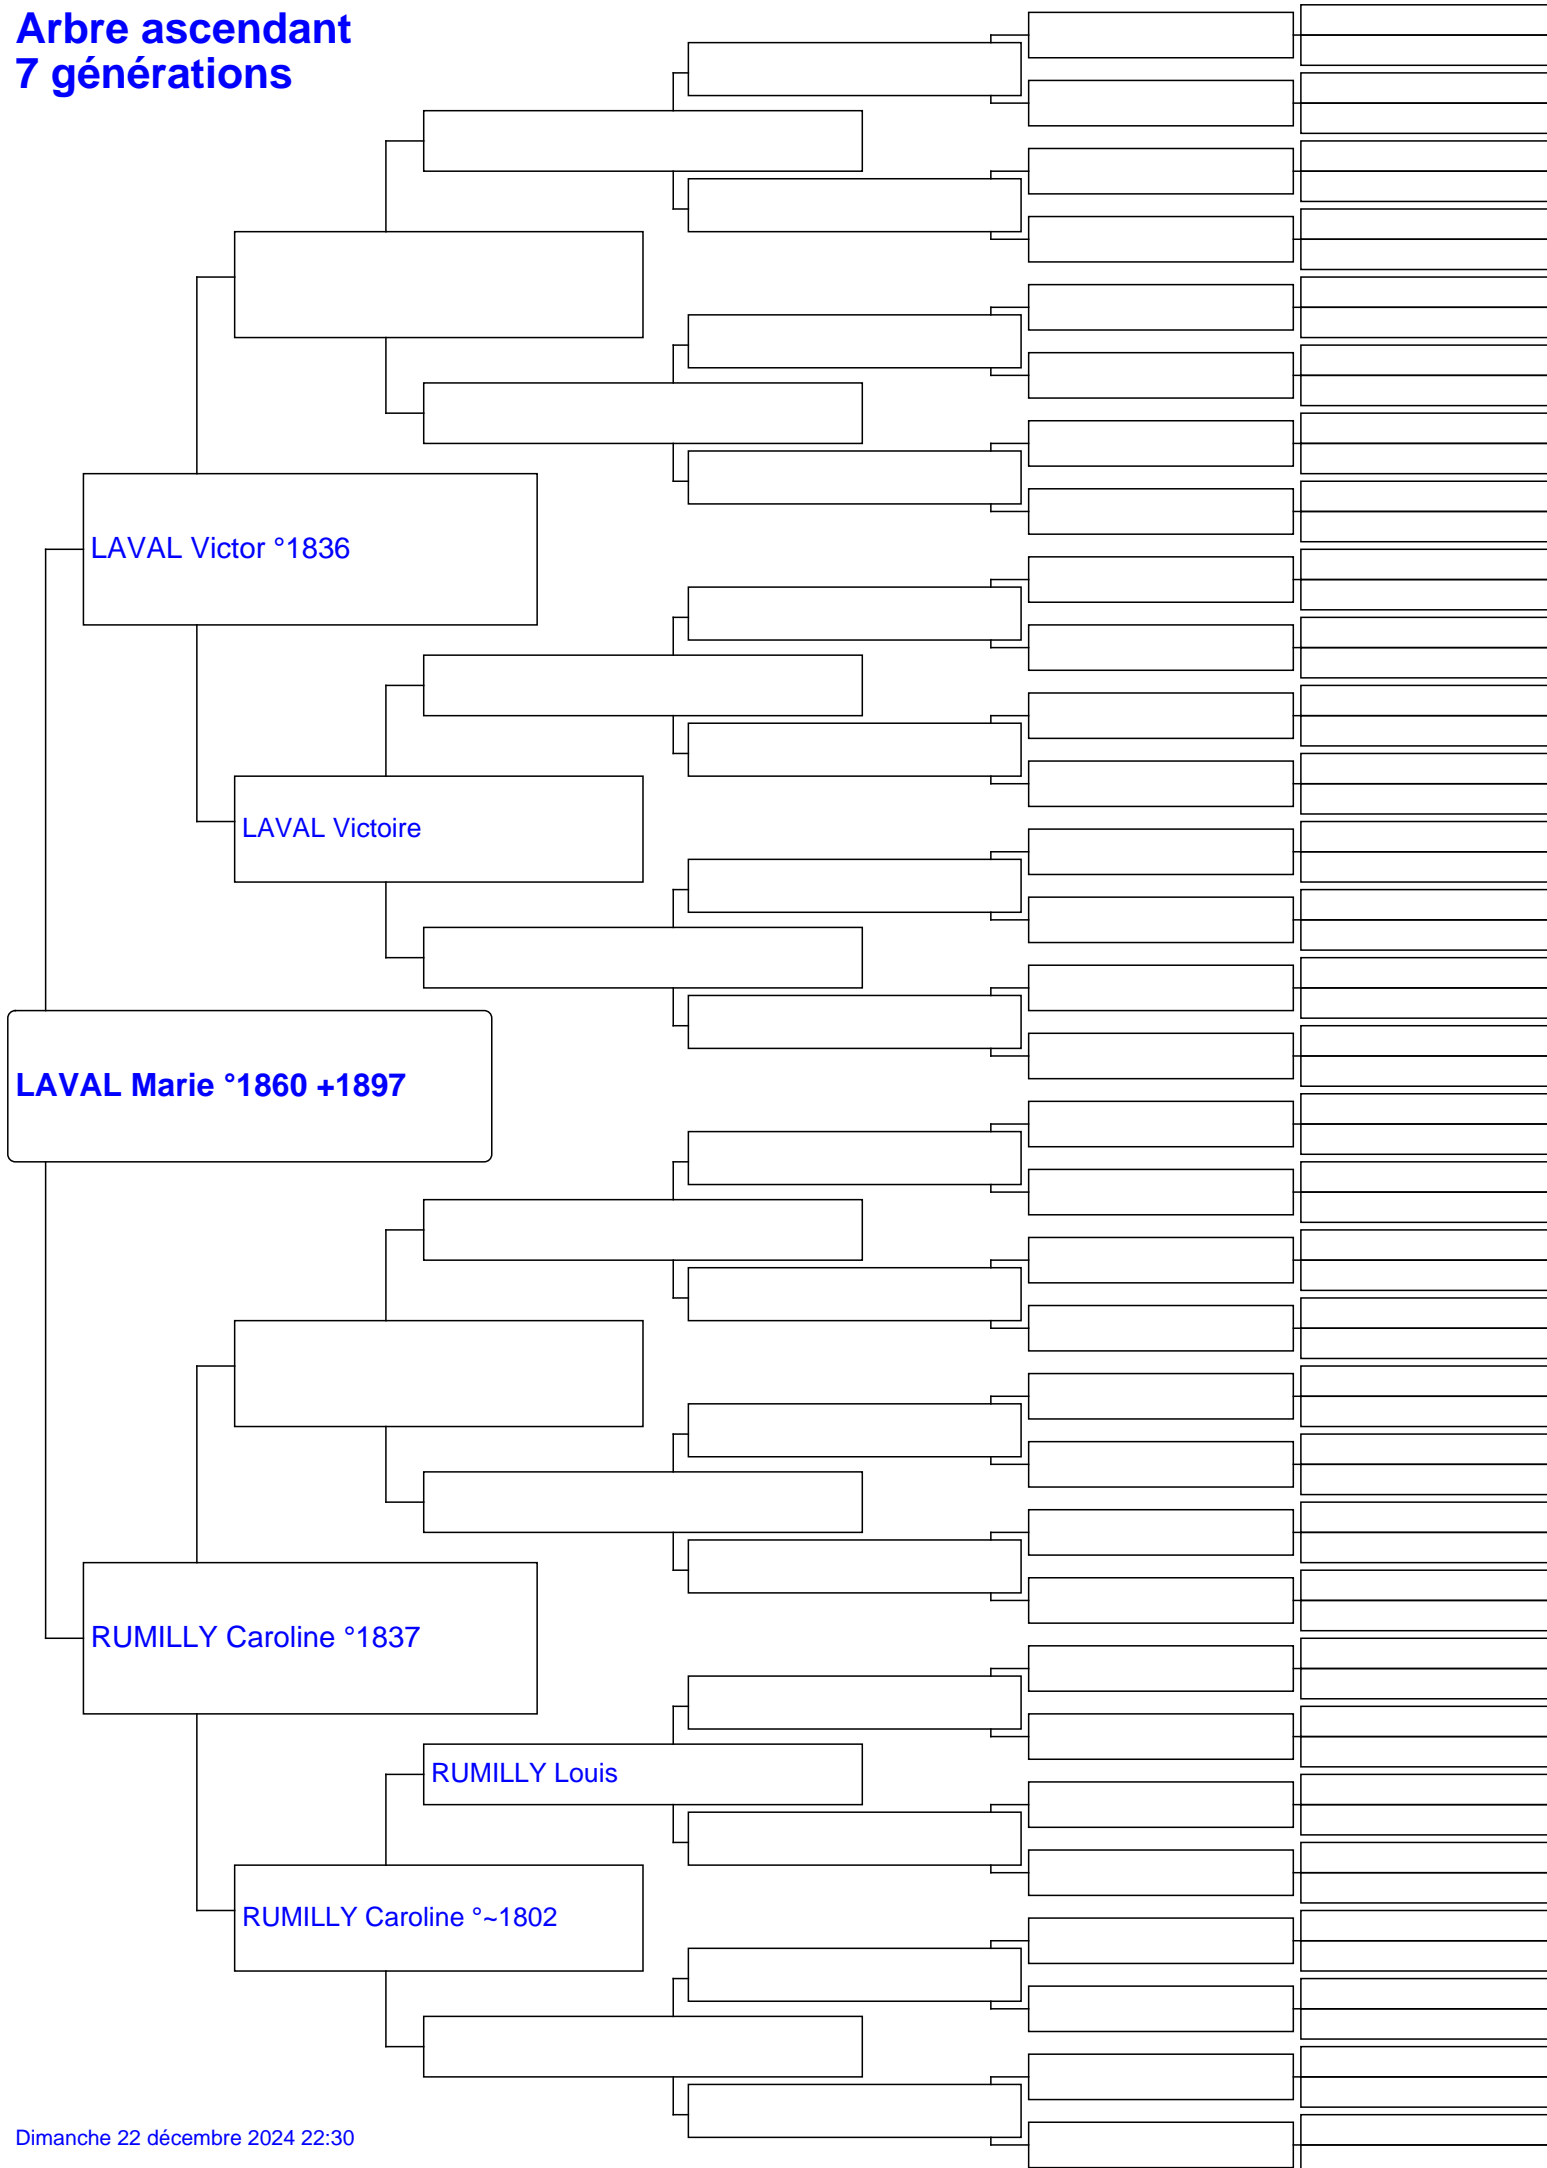 Arbre ascendant
7 générations
LAVAL Victor °1836
LAVAL Victoire
LAVAL Marie °1860 +1897
RUMILLY Caroline °1837
RUMILLY Louis
RUMILLY Caroline °~1802
Dimanche 22 décembre 2024 22:30